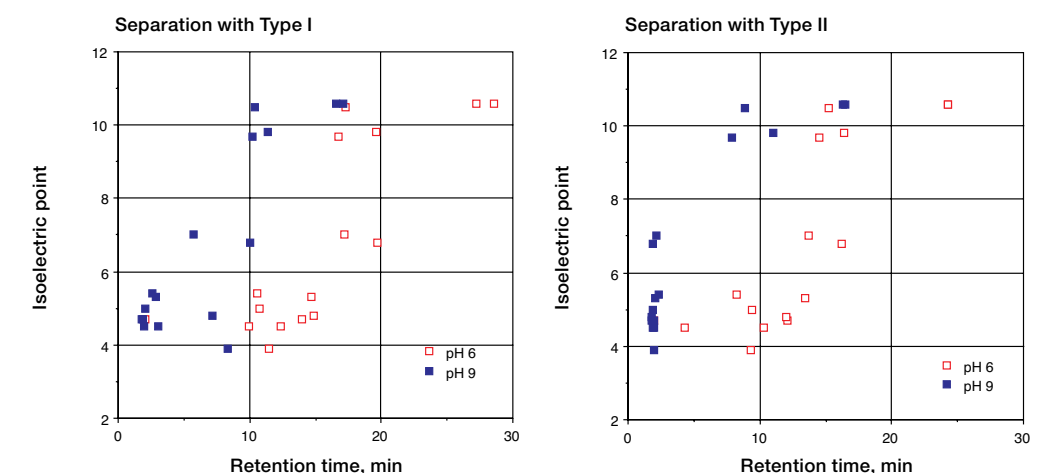 Separation with Type I
12
10
8
6
4
2
0
10
20
30
Isoelectric point
Retention time, min
pH 6
pH 9
Separation with Type II
12
10
8
6
4
2
0
10
20
30
Isoelectric point
Retention time, min
pH 6
pH 9